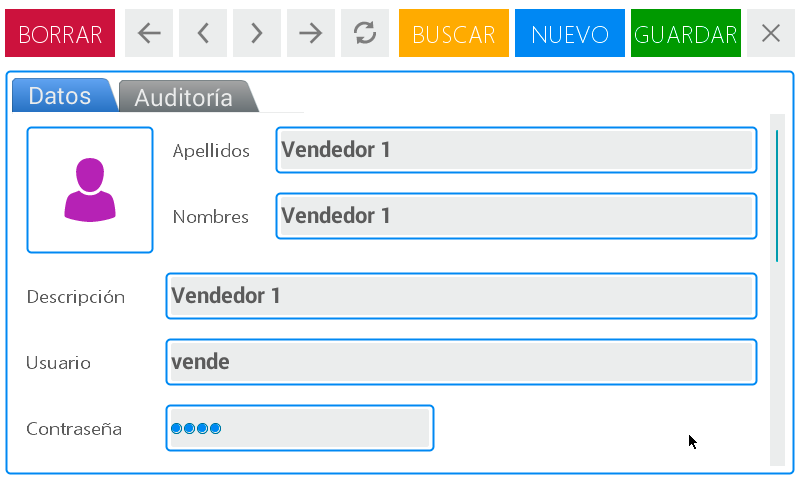 BORRAR BUSCAR NUEVO GUARDAR
Datos Auditoría
Apellidos Vendedor 1
Nombres Vendedor 1
Descripción Vendedor 1
Usuario vende
Contraseña